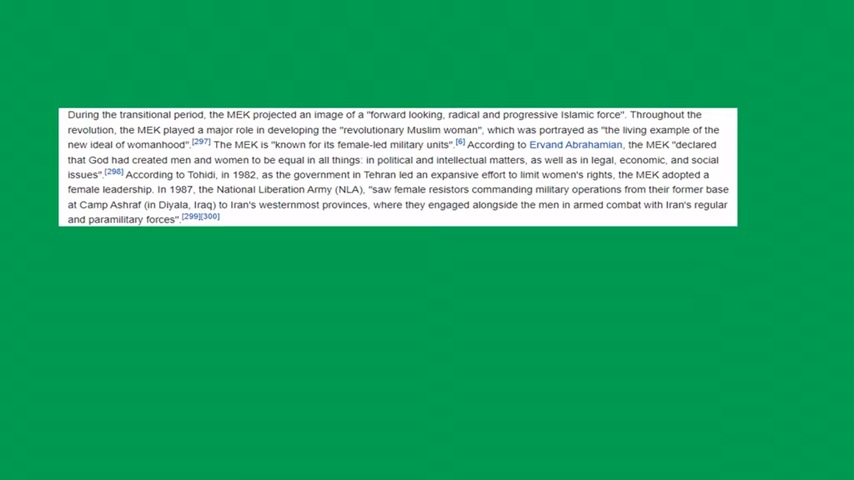 During the transitional period, the MEK projected an image of a "forward looking, radical and progressive Islamic force". Throughout the
revolution, the MEK played a major role in developing the "revolutionary Muslim woman", which was portrayed as "the living example of the
new ideal of womanhood".[297] The MEK is "known for its female-led military units".[6] According to Ervand Abrahamian, the MEK "declared
that God had created men and women to be equal in all things: in political and intellectual matters, as well as in legal, economic, and social
issues".[298] According to Tohidi, in 1982, as the government in Tehran led an expansive effort to limit women's rights, the MEK adopted a
female leadership. In 1987, the National Liberation Army (NLA), "saw female resistors commanding military operations from their former base
at Camp Ashraf (in Diyala, Iraq) to Iran's westernmost provinces, where they engaged alongside the men in armed combat with Iran's regular
and paramilitary forces".[299][300]